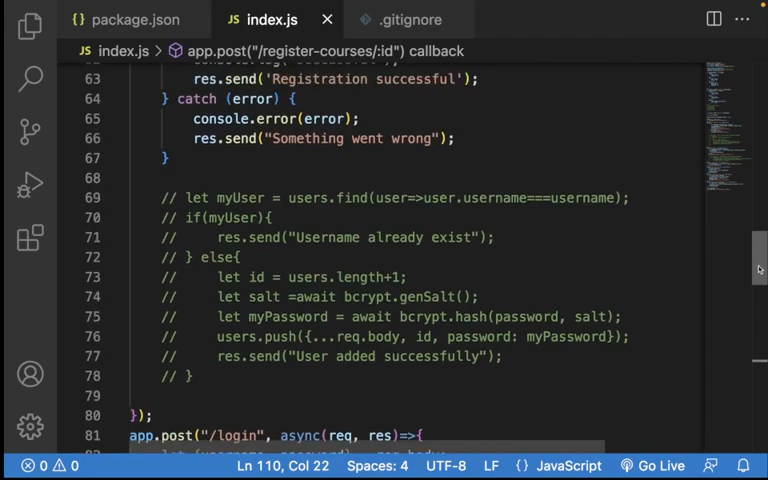 {} package.json
JS index.js ×
.gitignore
···
JS index.js > app.post("/register-courses/:id") callback
63 res.send('Registration successful');
64 } catch (error) {
65 console.error(error);
66 res.send("Something went wrong");
67 }
68
69 // let myUser = users.find(user=>user.username===username);
70 // if(myUser){
71 // res.send("Username already exist");
72 // } else{
73 // let id = users.length+1;
74 // let salt =await bcrypt.genSalt();
75 // let myPassword = await bcrypt.hash(password, salt);
76 // users.push({...req.body, id, password: myPassword});
77 // res.send("User added successfully");
78 // }
79
80 });
81 app.post("/login", async(req, res)=>{
0 0 Ln 110, Col 22 Spaces: 4 UTF-8 LF {} JavaScript Go Live